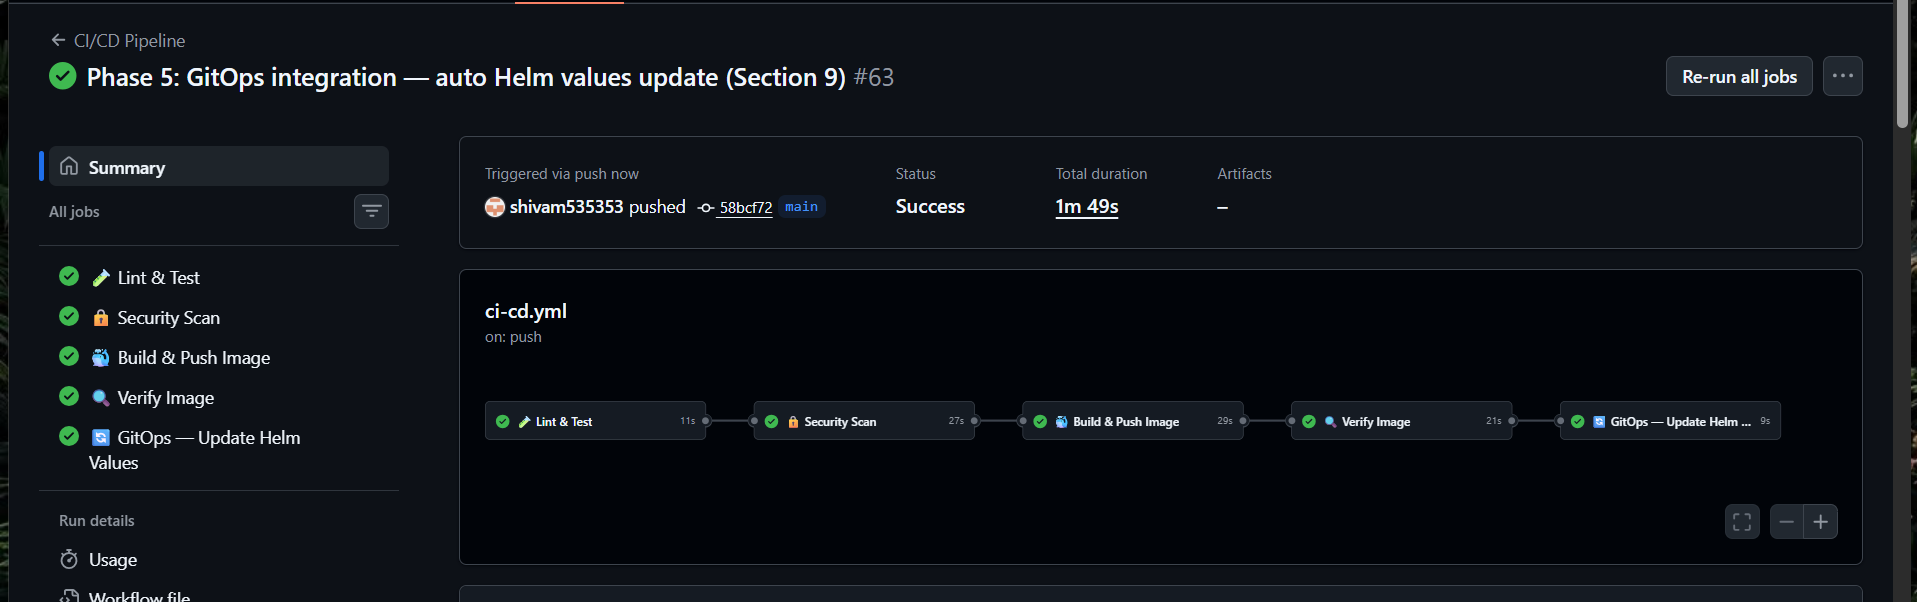 CI/CD Pipeline
Phase 5: GitOps integration — auto Helm values update (Section 9) #63
Re-run all jobs
Summary
All jobs
Lint & Test
Security Scan
Build & Push Image
Verify Image
GitOps — Update Helm
Values
Run details
Usage
Workflow file
Triggered via push now
shivam535353 pushed 58bcf72 main
Status
Success
Total duration
1m 49s
Artifacts
–
ci-cd.yml
on: push
Lint & Test 11s
Security Scan 27s
Build & Push Image 29s
Verify Image 21s
GitOps — Update Helm ... 9s